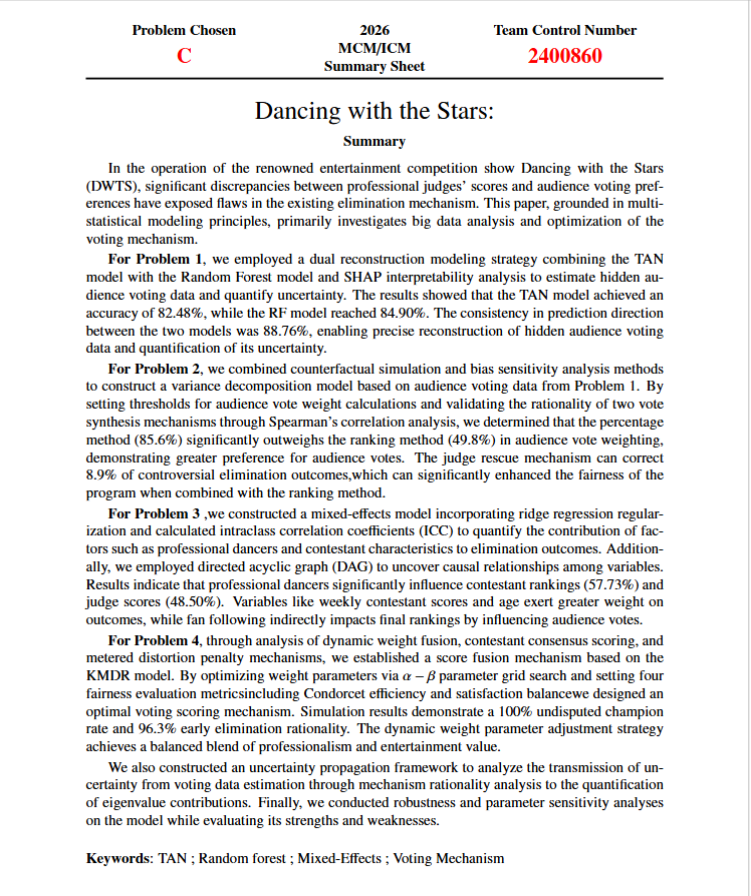 Problem Chosen
C
2026
MCM/ICM
Summary Sheet
Team Control Number
2400860
Dancing with the Stars:
Summary
In the operation of the renowned entertainment competition show Dancing with the Stars
(DWTS), significant discrepancies between professional judges' scores and audience voting pref-
erences have exposed flaws in the existing elimination mechanism. This paper, grounded in multi-
statistical modeling principles, primarily investigates big data analysis and optimization of the
voting mechanism.
For Problem 1, we employed a dual reconstruction modeling strategy combining the TAN
model with the Random Forest model and SHAP interpretability analysis to estimate hidden au-
dience voting data and quantify uncertainty. The results showed that the TAN model achieved an
accuracy of 82.48%, while the RF model reached 84.90%. The consistency in prediction direction
between the two models was 88.76%, enabling precise reconstruction of hidden audience voting
data and quantification of its uncertainty.
For Problem 2, we combined counterfactual simulation and bias sensitivity analysis methods
to construct a variance decomposition model based on audience voting data from Problem 1. By
setting thresholds for audience vote weight calculations and validating the rationality of two vote
synthesis mechanisms through Spearman's correlation analysis, we determined that the percentage
method (85.6%) significantly outweighs the ranking method (49.8%) in audience vote weighting,
demonstrating greater preference for audience votes. The judge rescue mechanism can correct
8.9% of controversial elimination outcomes,which can significantly enhanced the fairness of the
program when combined with the ranking method.
For Problem 3 ,we constructed a mixed-effects model incorporating ridge regression regular-
ization and calculated intraclass correlation coefficients (ICC) to quantify the contribution of fac-
tors such as professional dancers and contestant characteristics to elimination outcomes. Addition-
ally, we employed directed acyclic graph (DAG) to uncover causal relationships among variables.
Results indicate that professional dancers significantly influence contestant rankings (57.73%) and
judge scores (48.50%). Variables like weekly contestant scores and age exert greater weight on
outcomes, while fan following indirectly impacts final rankings by influencing audience votes.
For Problem 4, through analysis of dynamic weight fusion, contestant consensus scoring, and
metered distortion penalty mechanisms, we established a score fusion mechanism based on the
KMDR model. By optimizing weight parameters via α − β parameter grid search and setting four
fairness evaluation metricsincluding Condorcet efficiency and satisfaction balancewe designed an
optimal voting scoring mechanism. Simulation results demonstrate a 100% undisputed champion
rate and 96.3% early elimination rationality. The dynamic weight parameter adjustment strategy
achieves a balanced blend of professionalism and entertainment value.
We also constructed an uncertainty propagation framework to analyze the transmission of un-
certainty from voting data estimation through mechanism rationality analysis to the quantification
of eigenvalue contributions. Finally, we conducted robustness and parameter sensitivity analyses
on the model while evaluating its strengths and weaknesses.
Keywords: TAN ; Random forest ; Mixed-Effects ; Voting Mechanism